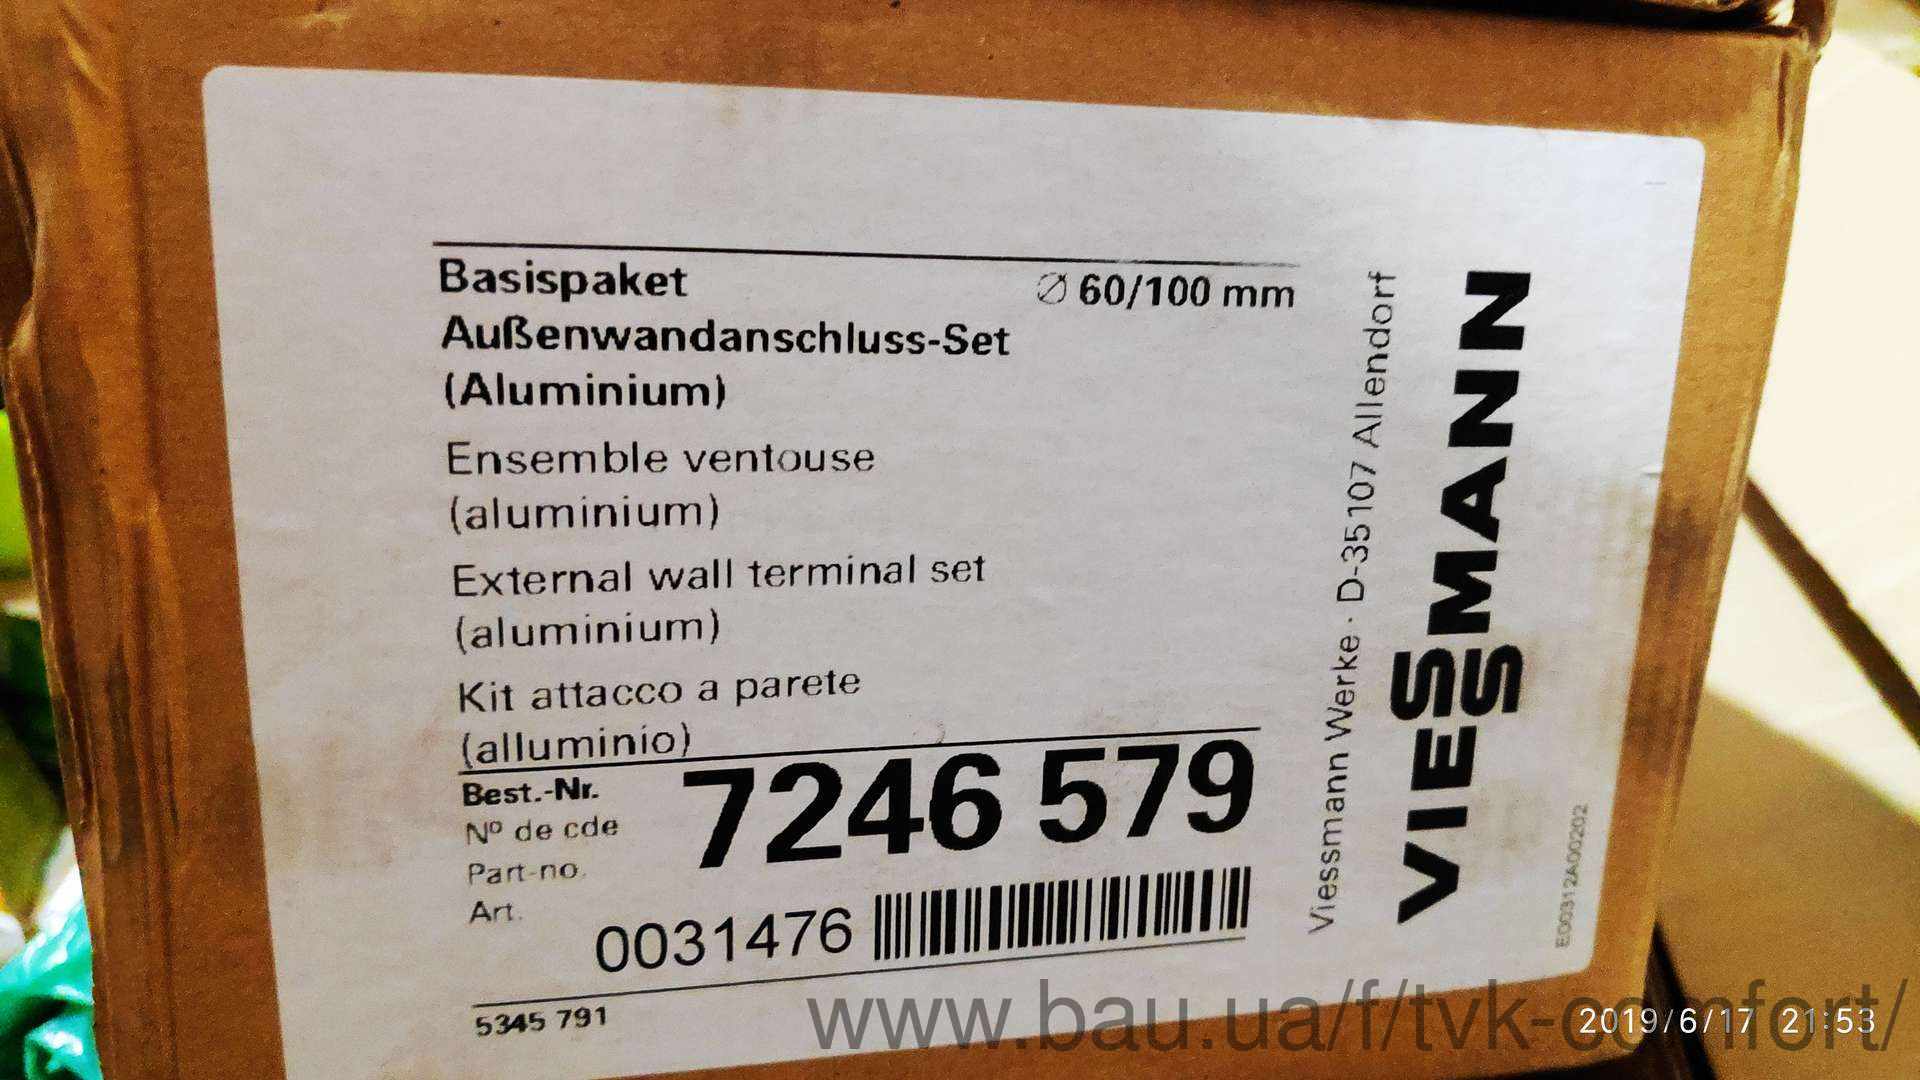 Basispaket ⌀ 60/100 mm
Außenwandanschluss-Set
(Aluminium)
Ensemble ventouse
(aluminium)
External wall terminal set
(aluminium)
Kit attacco a parete
(alluminio)
Best.-Nr. 7246 579
Nº de cde
Part-no.
Art.
0031476
5345 791
Viessmann Werke · D-35107 Allendorf
VIESSMANN
E00312A00202
www.bau.ua/f/tvk-comfort/
2019/6/17 21:53